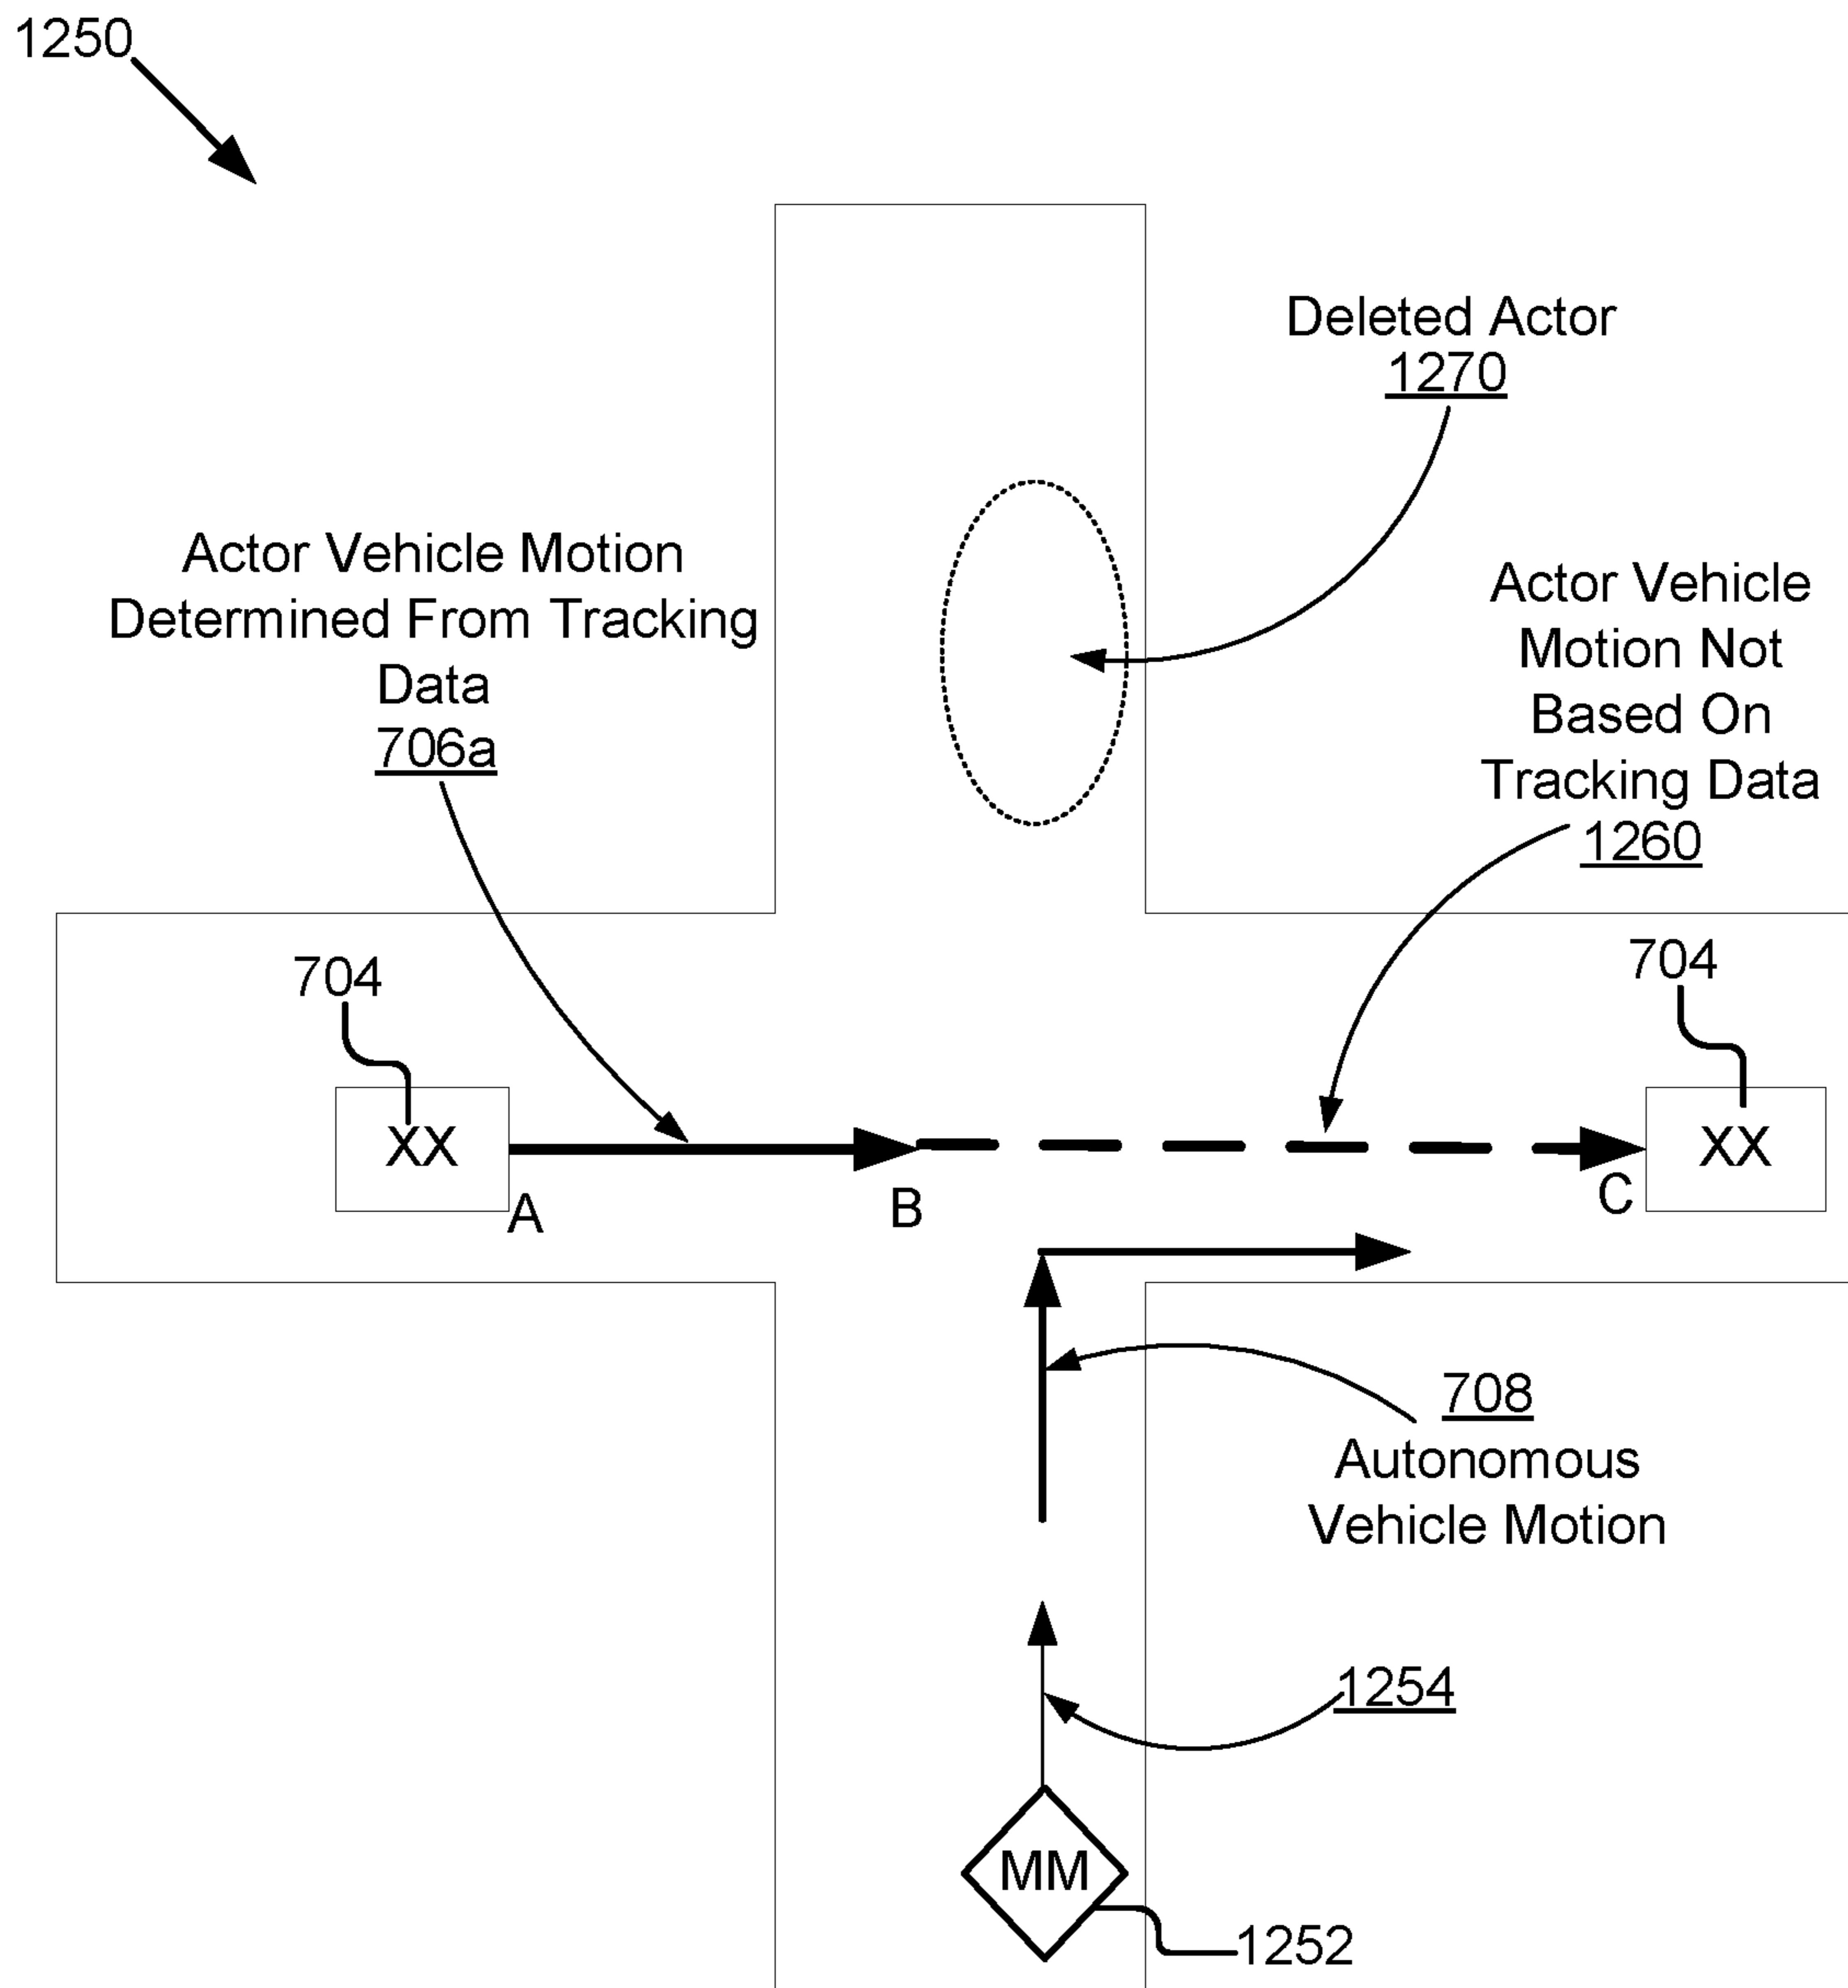 1250
Deleted Actor
1270
Actor Vehicle Motion
Determined From Tracking
Data
706a
Actor Vehicle
Motion Not
Based On
Tracking Data
1260
704
704
XX
XX
A
B
C
708
Autonomous
Vehicle Motion
1254
MM
1252